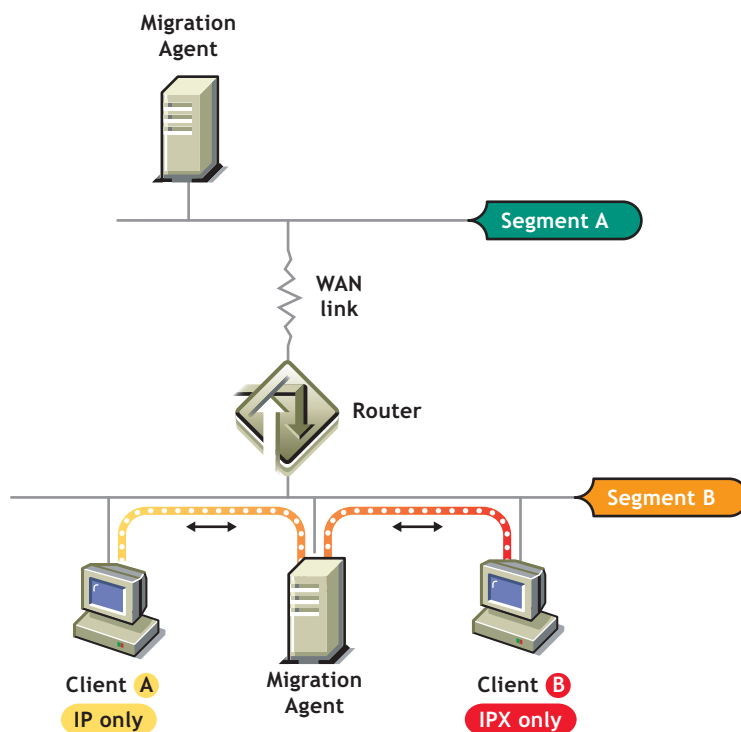 Migration
Agent
Segment A
WAN
link
Router
Segment B
Client A
IP only
Migration
Agent
Client B
IPX only